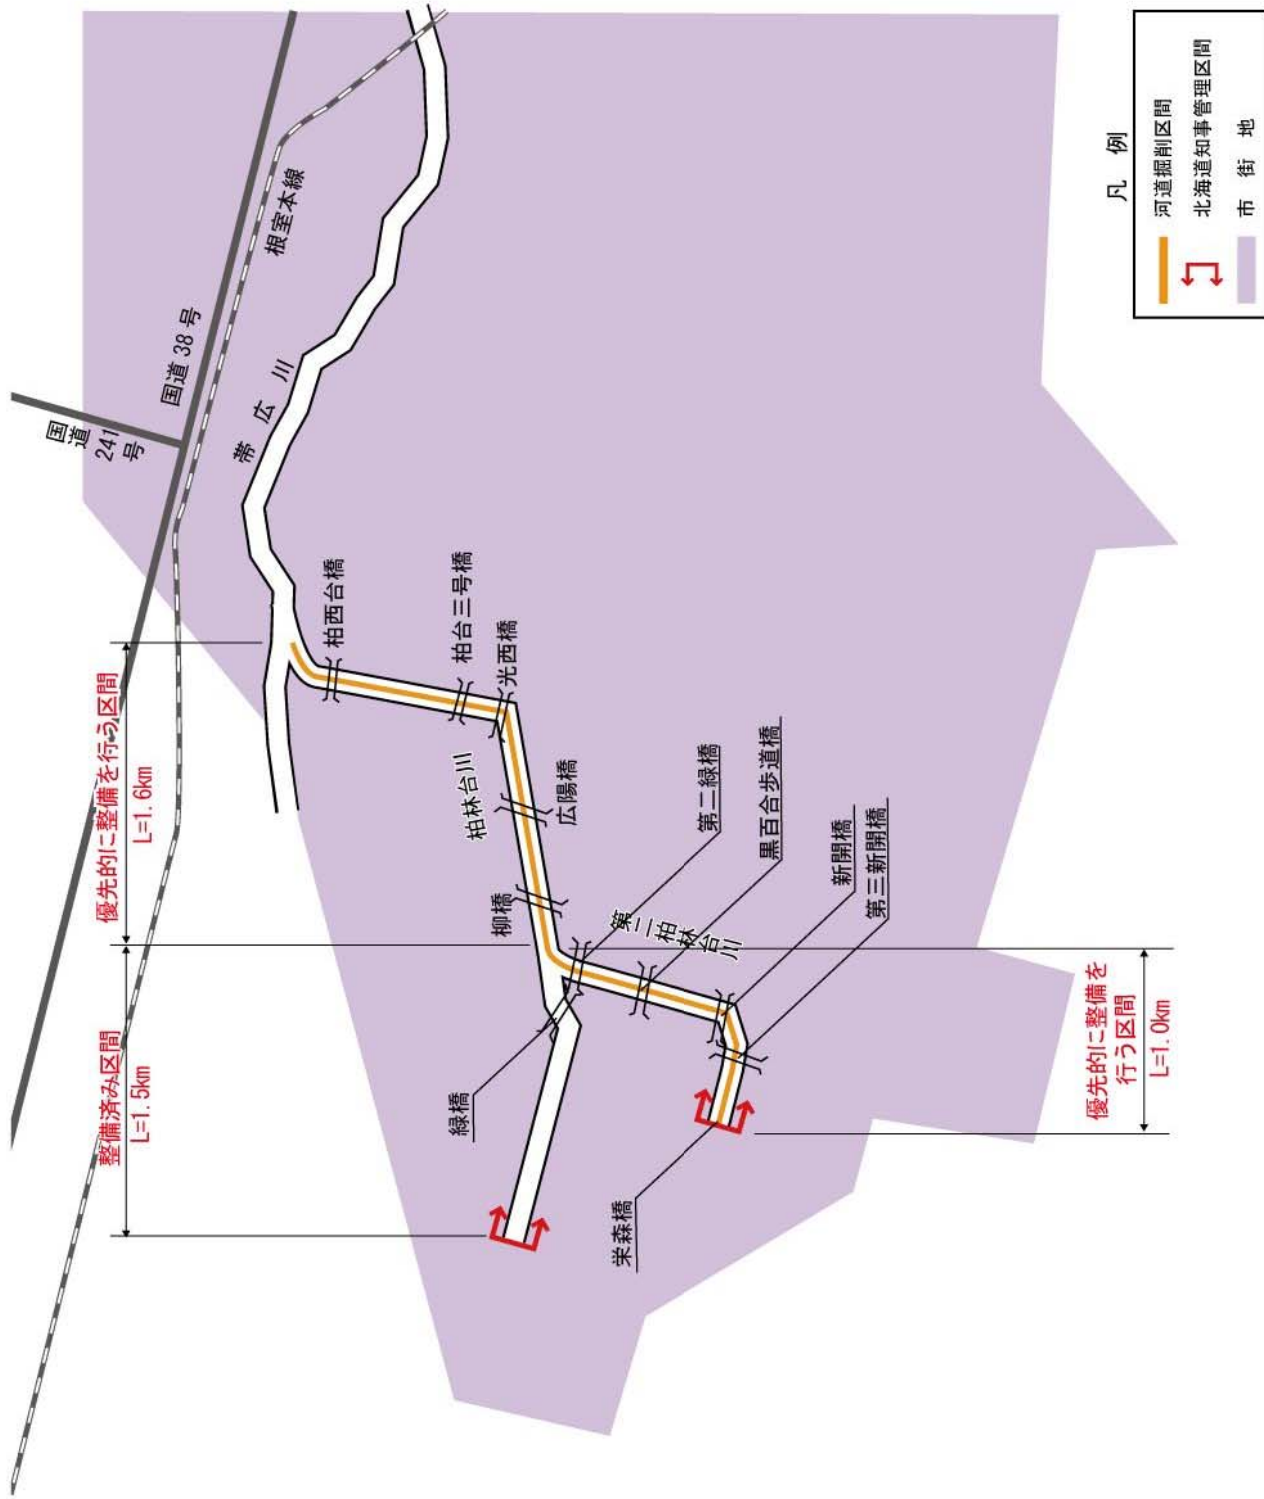 国道
241
号
国道 38 号
根室本線
帯広川
優先的に整備を行う区間
L=1.6km
整備済み区間
L=1.5km
柏西台橋
柏台三号橋
光西橋
柏林台川
広陽橋
柳橋
第二緑橋
黒百合歩道橋
第二柏林台川
新開橋
第三新開橋
緑橋
栄森橋
優先的に整備を
行う区間
L=1.0km
凡 例
河道掘削区間
北海道知事管理区間
市 街 地